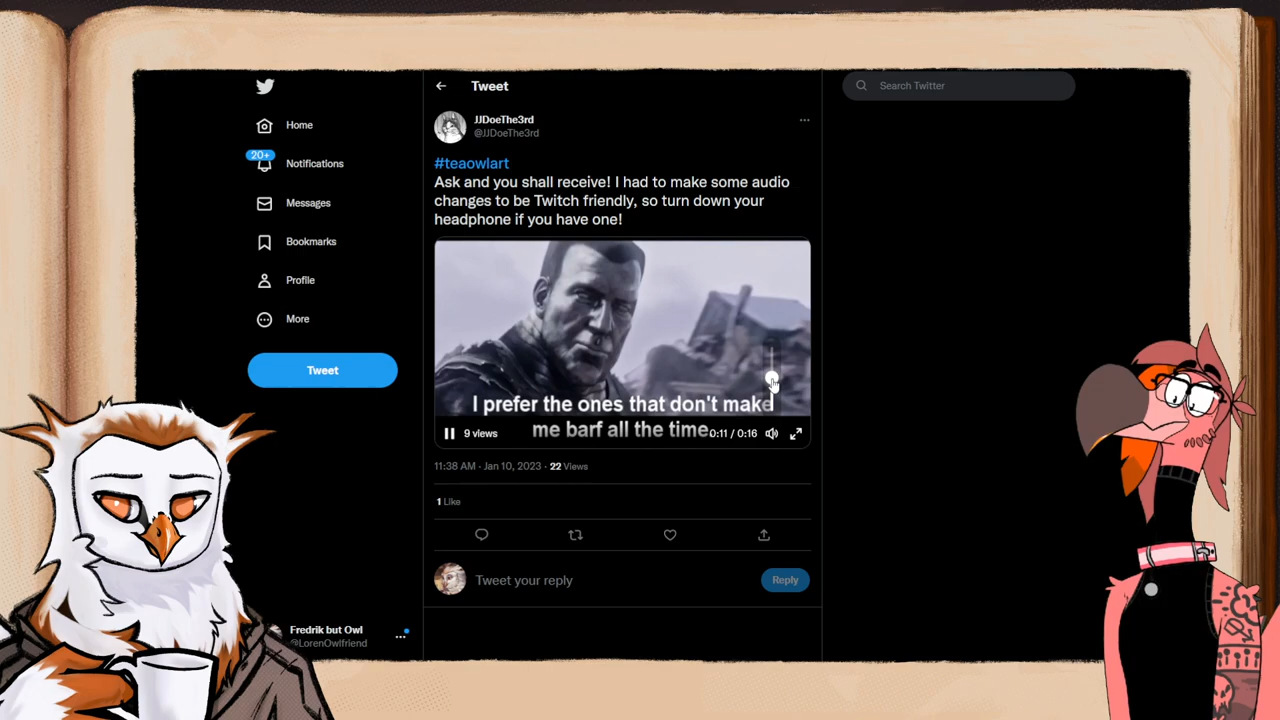 Tweet
Search Twitter
Home
20+
Notifications
Messages
Bookmarks
Profile
More
Tweet
JJDoeThe3rd
@JJDoeThe3rd
#teaowlart
Ask and you shall receive! I had to make some audio
changes to be Twitch friendly, so turn down your
headphone if you have one!
I prefer the ones that don't make
me barf all the time.
9 views
0:11 / 0:16
11:38 AM · Jan 10, 2023 · 22 Views
1 Like
Tweet your reply
Reply
Fredrik but Owl
@LorenOwlfriend